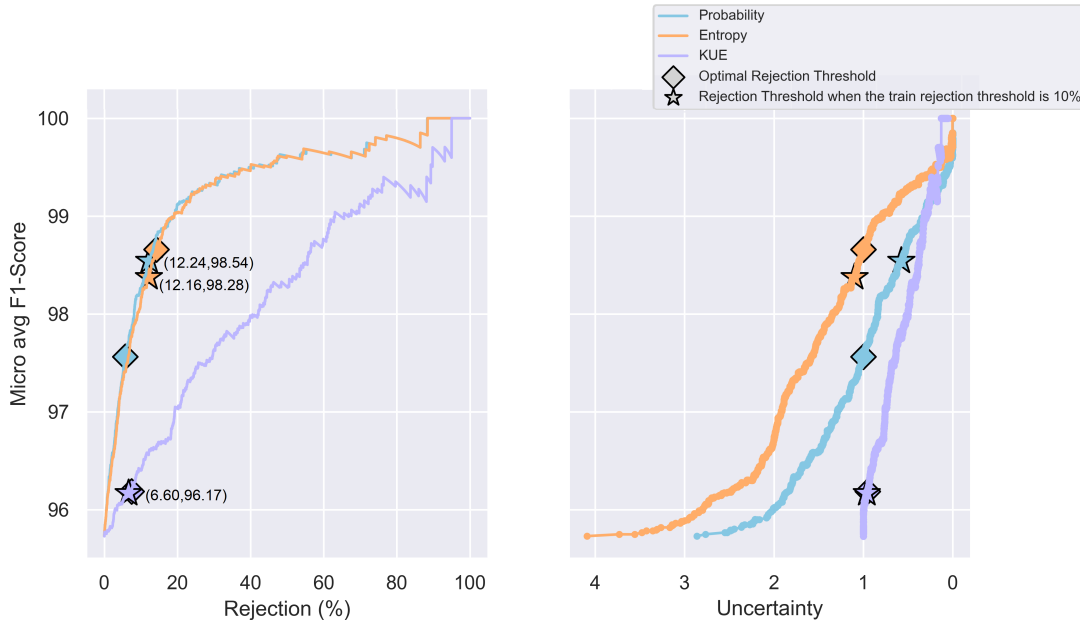 Probability
Entropy
KUE
Optimal Rejection Threshold
Rejection Threshold when the train rejection threshold is 10%
100
99
98
97
96
Micro avg F1-Score
(12.24,98.54)
(12.16,98.28)
(6.60,96.17)
0 20 40 60 80 100
Rejection (%)
4 3 2 1 0
Uncertainty